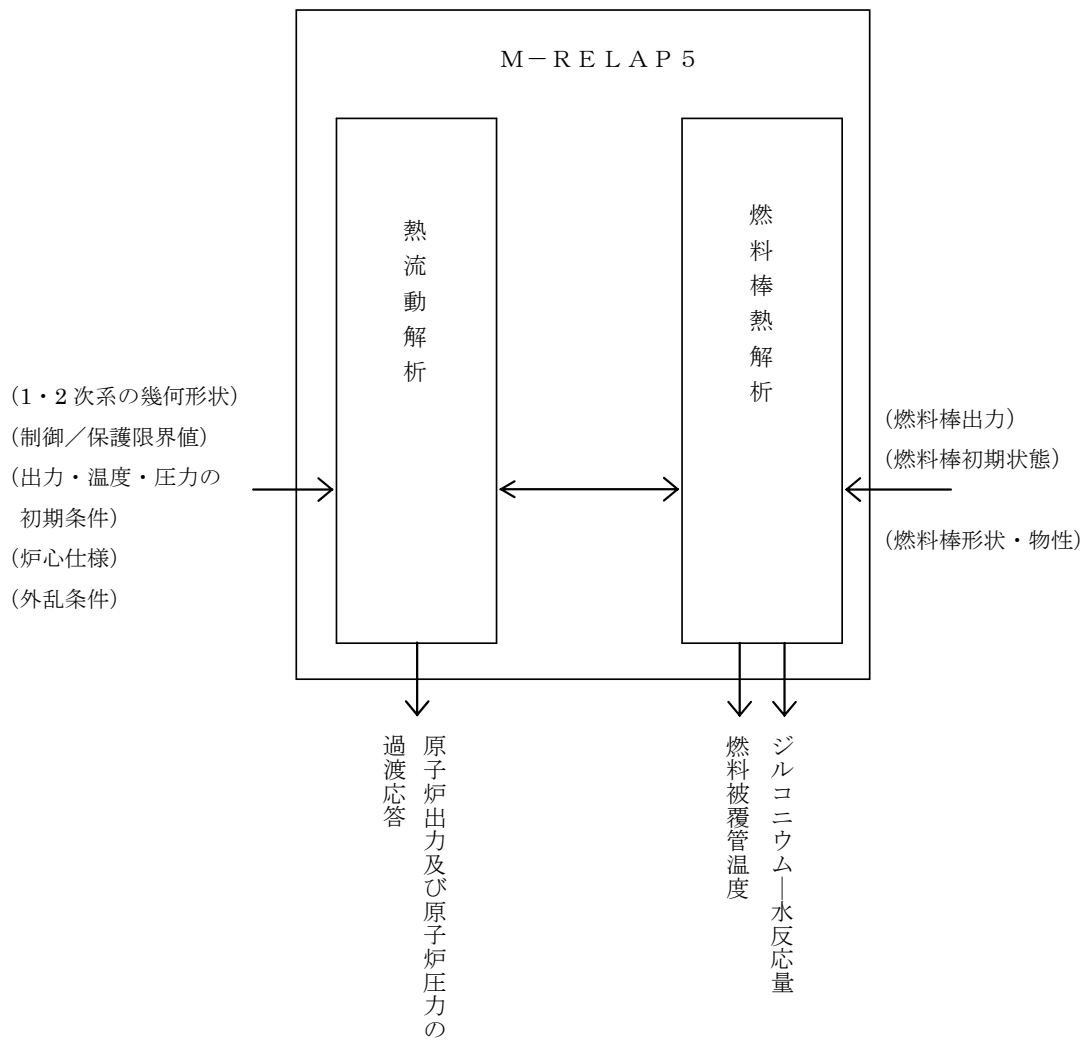 M－RELAP5
熱流動解析
燃料棒熱解析
(1・2次系の幾何形状)
(制御／保護限界値)
(出力・温度・圧力の
初期条件)
(炉心仕様)
(外乱条件)
(燃料棒出力)
(燃料棒初期状態)
(燃料棒形状・物性)
原子炉出力及び原子炉圧力の
過渡応答
ジルコニウム―水反応量
燃料被覆管温度